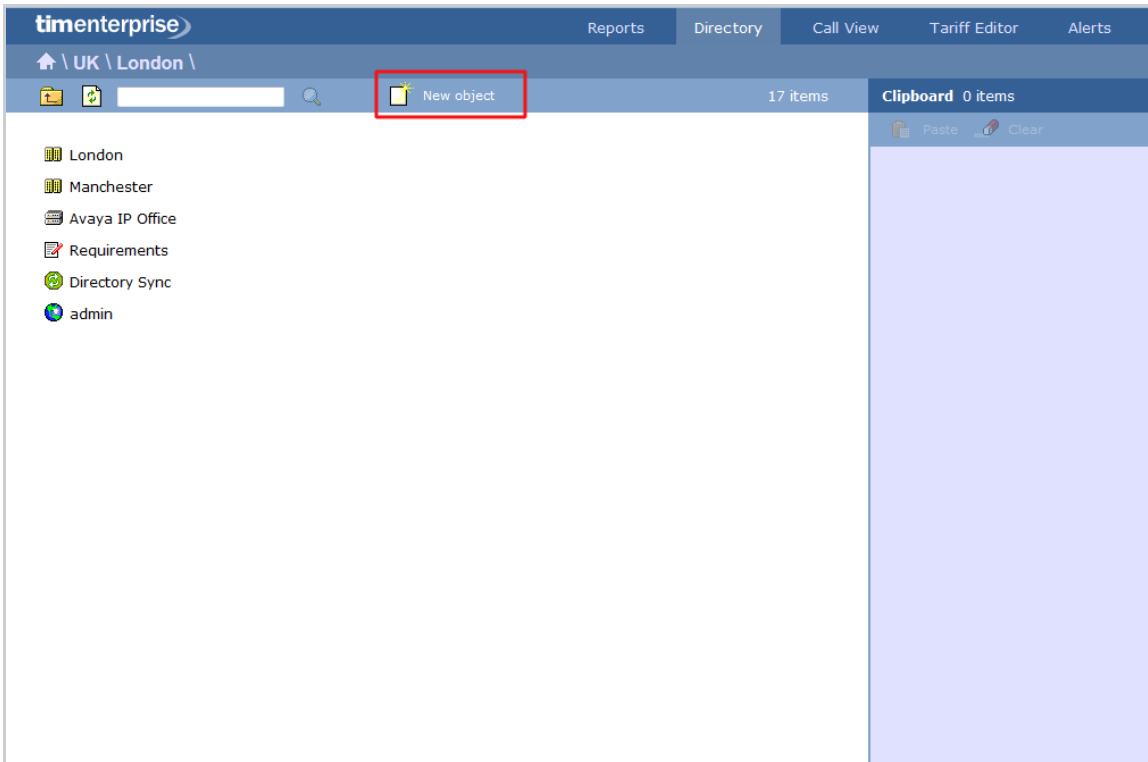 timenterprise Reports Directory Call View Tariff Editor Alerts
\ UK \ London \
New object 17 items Clipboard 0 items
Paste Clear
London
Manchester
Avaya IP Office
Requirements
Directory Sync
admin